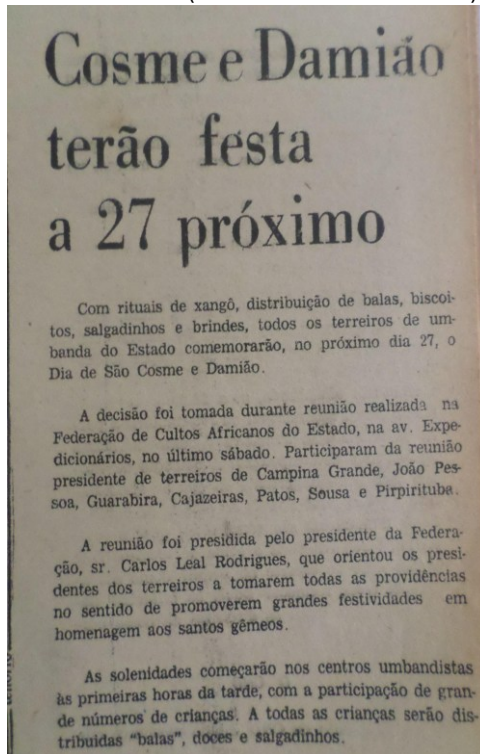 Cosme e Damião
terão festa
a 27 próximo
Com rituais de xangô, distribuição de balas, biscoi-
tos, salgadinhos e brindes, todos os terreiros de um-
banda do Estado comemorarão, no próximo dia 27, o
Dia de São Cosme e Damião.
A decisão foi tomada durante reunião realizada na
Federação de Cultos Africanos do Estado, na av. Expe-
dicionários, no último sábado. Participaram da reunião
presidente de terreiros de Campina Grande, João Pes-
soa, Guarabira, Cajazeiras, Patos, Sousa e Pirpirituba.
A reunião foi presidida pelo presidente da Federa-
ção, sr. Carlos Leal Rodrigues, que orientou os presi-
dentes dos terreiros a tomarem todas as providências
no sentido de promoverem grandes festividades em
homenagem aos santos gêmeos.
As solenidades começarão nos centros umbandistas
às primeiras horas da tarde, com a participação de gran-
de números de crianças. A todas as crianças serão dis-
tribuidas "balas", doces e salgadinhos.